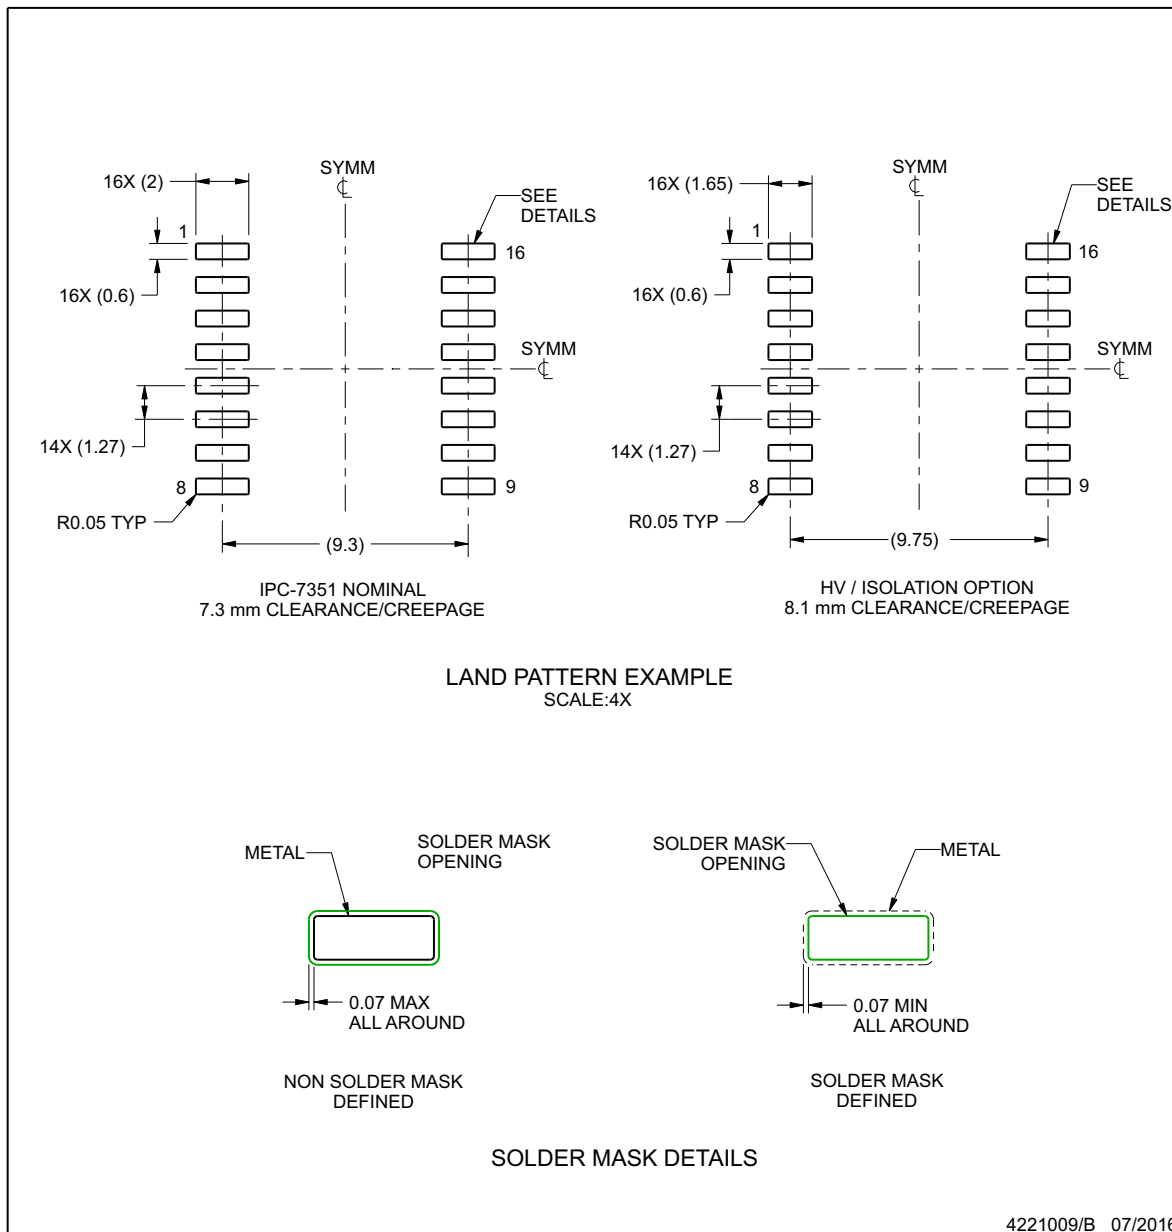 SYMM
℄
16X (2)
SEE
DETAILS
1
16
16X (0.6)
SYMM
℄
14X (1.27)
8
9
R0.05 TYP
(9.3)
IPC-7351 NOMINAL
7.3 mm CLEARANCE/CREEPAGE
SYMM
℄
16X (1.65)
SEE
DETAILS
1
16
16X (0.6)
SYMM
℄
14X (1.27)
8
9
R0.05 TYP
(9.75)
HV / ISOLATION OPTION
8.1 mm CLEARANCE/CREEPAGE
LAND PATTERN EXAMPLE
SCALE:4X
METAL
SOLDER MASK
OPENING
0.07 MAX
ALL AROUND
NON SOLDER MASK
DEFINED
SOLDER MASK
OPENING
METAL
0.07 MIN
ALL AROUND
SOLDER MASK
DEFINED
SOLDER MASK DETAILS
4221009/B 07/2016